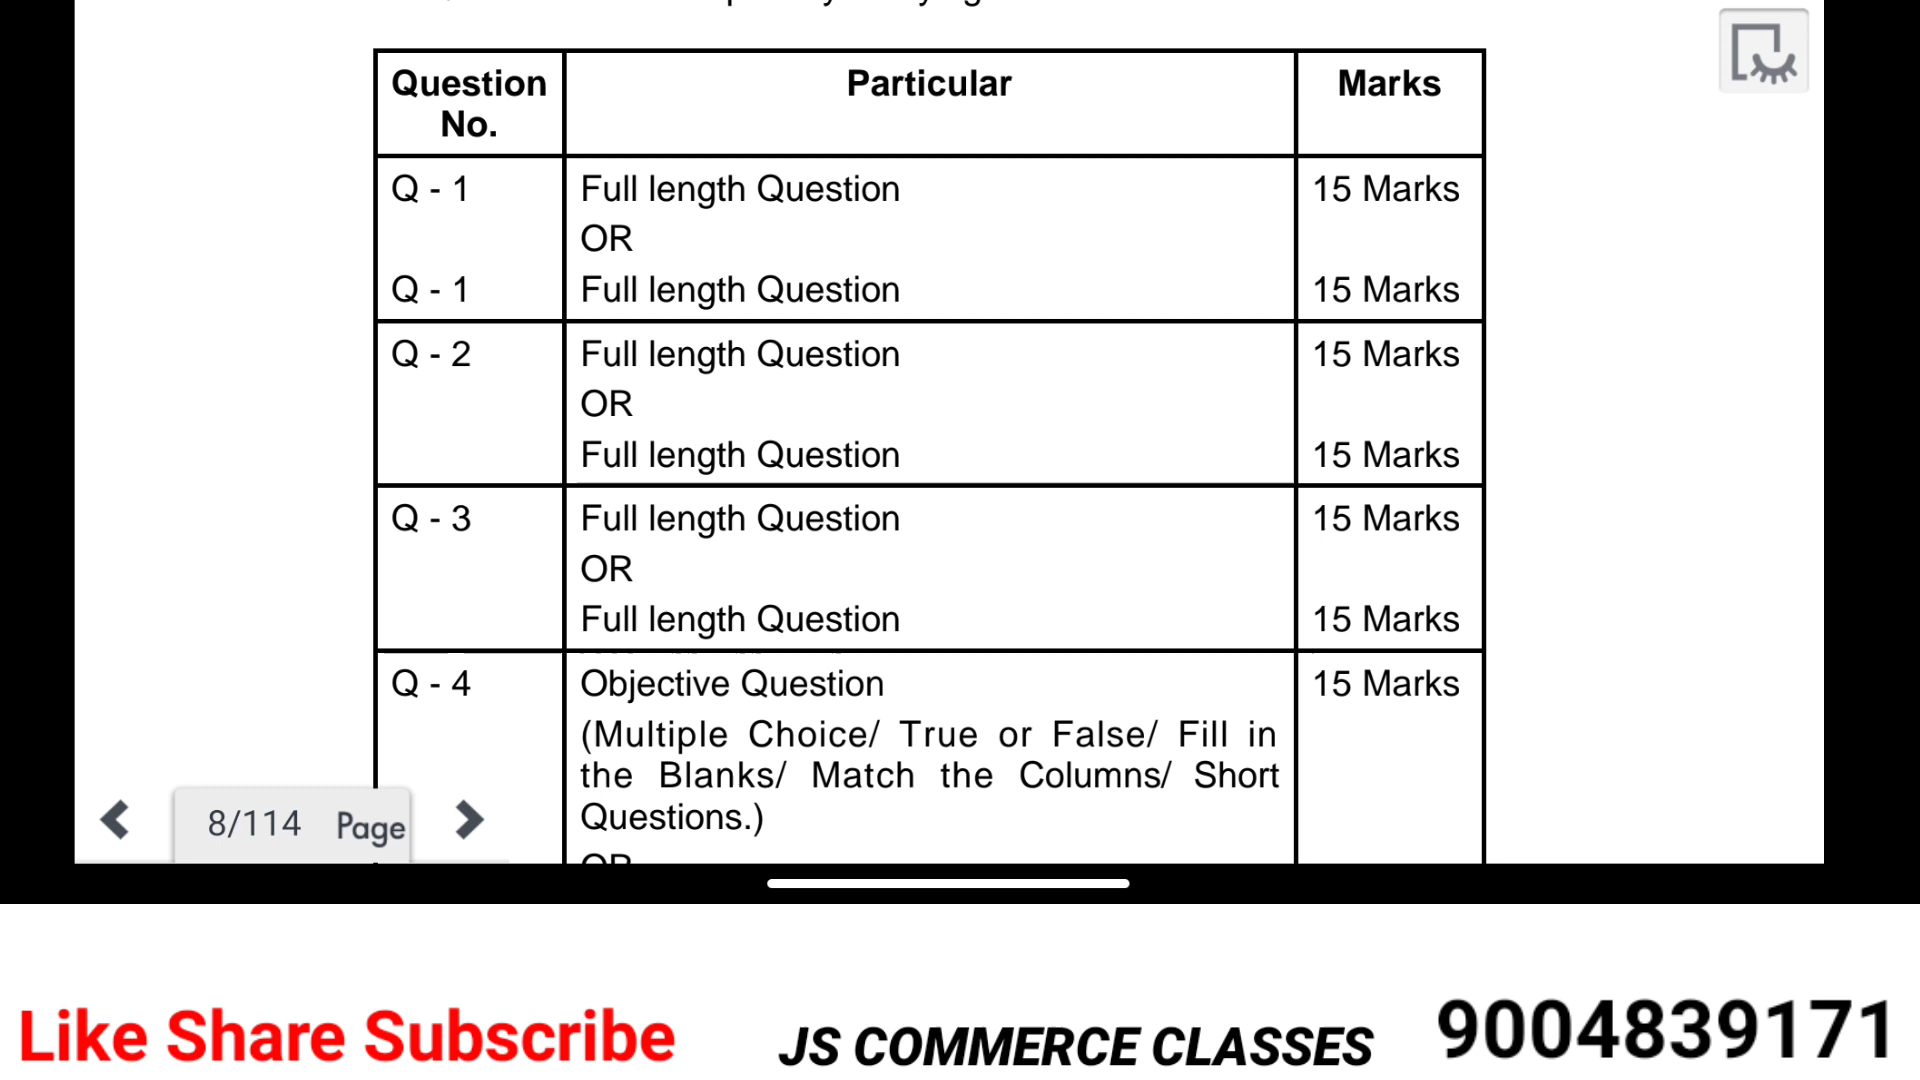 Question No. Particular Marks
Q - 1 Full length Question 15 Marks
OR
Q - 1 Full length Question 15 Marks
Q - 2 Full length Question 15 Marks
OR
Full length Question 15 Marks
Q - 3 Full length Question 15 Marks
OR
Full length Question 15 Marks
Q - 4 Objective Question 15 Marks
(Multiple Choice/ True or False/ Fill in
the Blanks/ Match the Columns/ Short
Questions.)
OR
8/114 Page
Like Share Subscribe JS COMMERCE CLASSES 9004839171